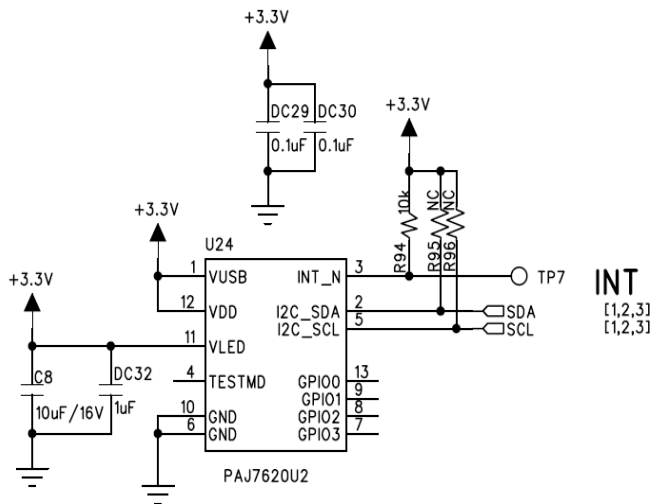 +3.3V
DC29 DC30
0.1uF 0.1uF
+3.3V
10k NC NC
R94 R95 R96
+3.3V
U24
1 VUSB INT_N 3 TP7 INT
12 VDD I2C_SDA 2 SDA [1,2,3]
I2C_SCL 5 SCL [1,2,3]
+3.3V
11 VLED
4 TESTMD GPIO0 13
GPIO1 9
10 GND GPIO2 8
6 GND GPIO3 7
C8 DC32
10uF/16V 1uF
PAJ7620U2